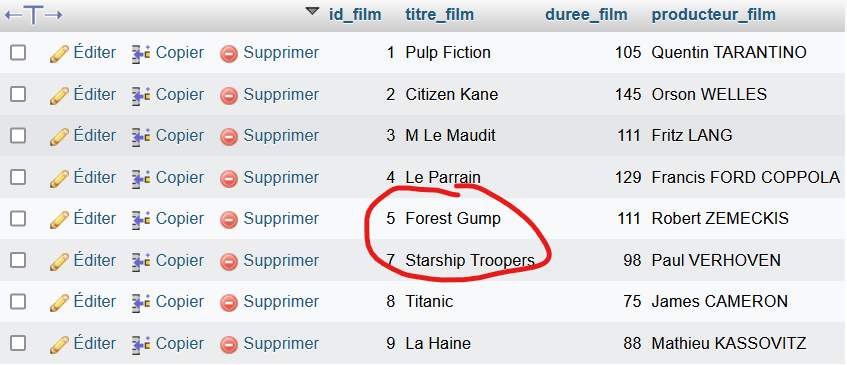 id_film titre_film duree_film producteur_film
Éditer Copier Supprimer 1 Pulp Fiction 105 Quentin TARANTINO
Éditer Copier Supprimer 2 Citizen Kane 145 Orson WELLES
Éditer Copier Supprimer 3 M Le Maudit 111 Fritz LANG
Éditer Copier Supprimer 4 Le Parrain 129 Francis FORD COPPOLA
Éditer Copier Supprimer 5 Forest Gump 111 Robert ZEMECKIS
Éditer Copier Supprimer 7 Starship Troopers 98 Paul VERHOVEN
Éditer Copier Supprimer 8 Titanic 75 James CAMERON
Éditer Copier Supprimer 9 La Haine 88 Mathieu KASSOVITZ